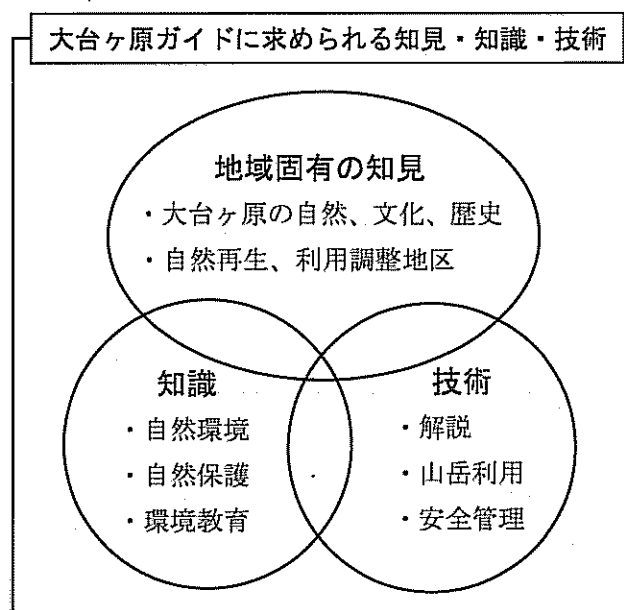 大台ヶ原ガイドに求められる知見・知識・技術
地域固有の知見
・大台ヶ原の自然、文化、歴史
・自然再生、利用調整地区
知識
・自然環境
・自然保護
・環境教育
技術
・解説
・山岳利用
・安全管理